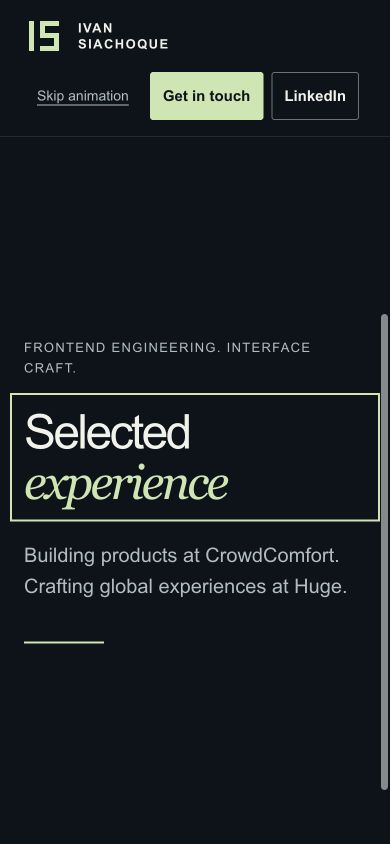 IS IVAN
SIACHOQUE
Skip animation Get in touch LinkedIn
FRONTEND ENGINEERING. INTERFACE
CRAFT.
Selected
experience
Building products at CrowdComfort.
Crafting global experiences at Huge.